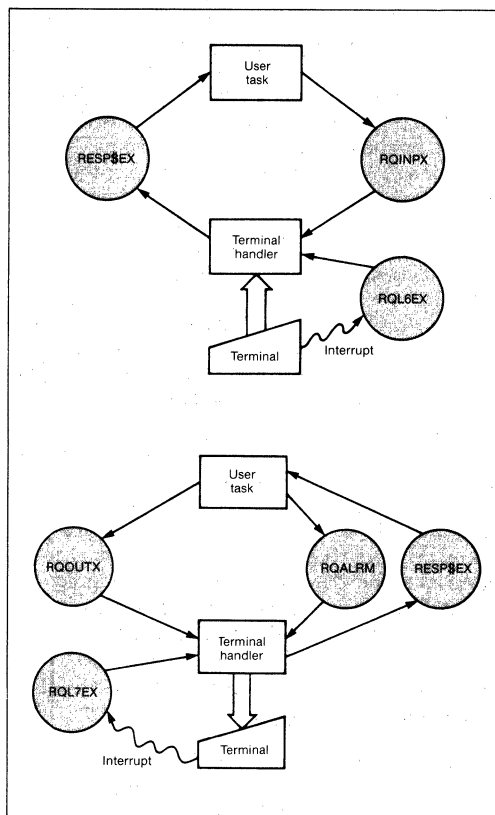 User
task
RESP$EX
RQINPX
Terminal
handler
RQL6EX
Terminal
Interrupt
User
task
RQOUTX
RQALRM
RESP$EX
Terminal
handler
RQL7EX
Terminal
Interrupt